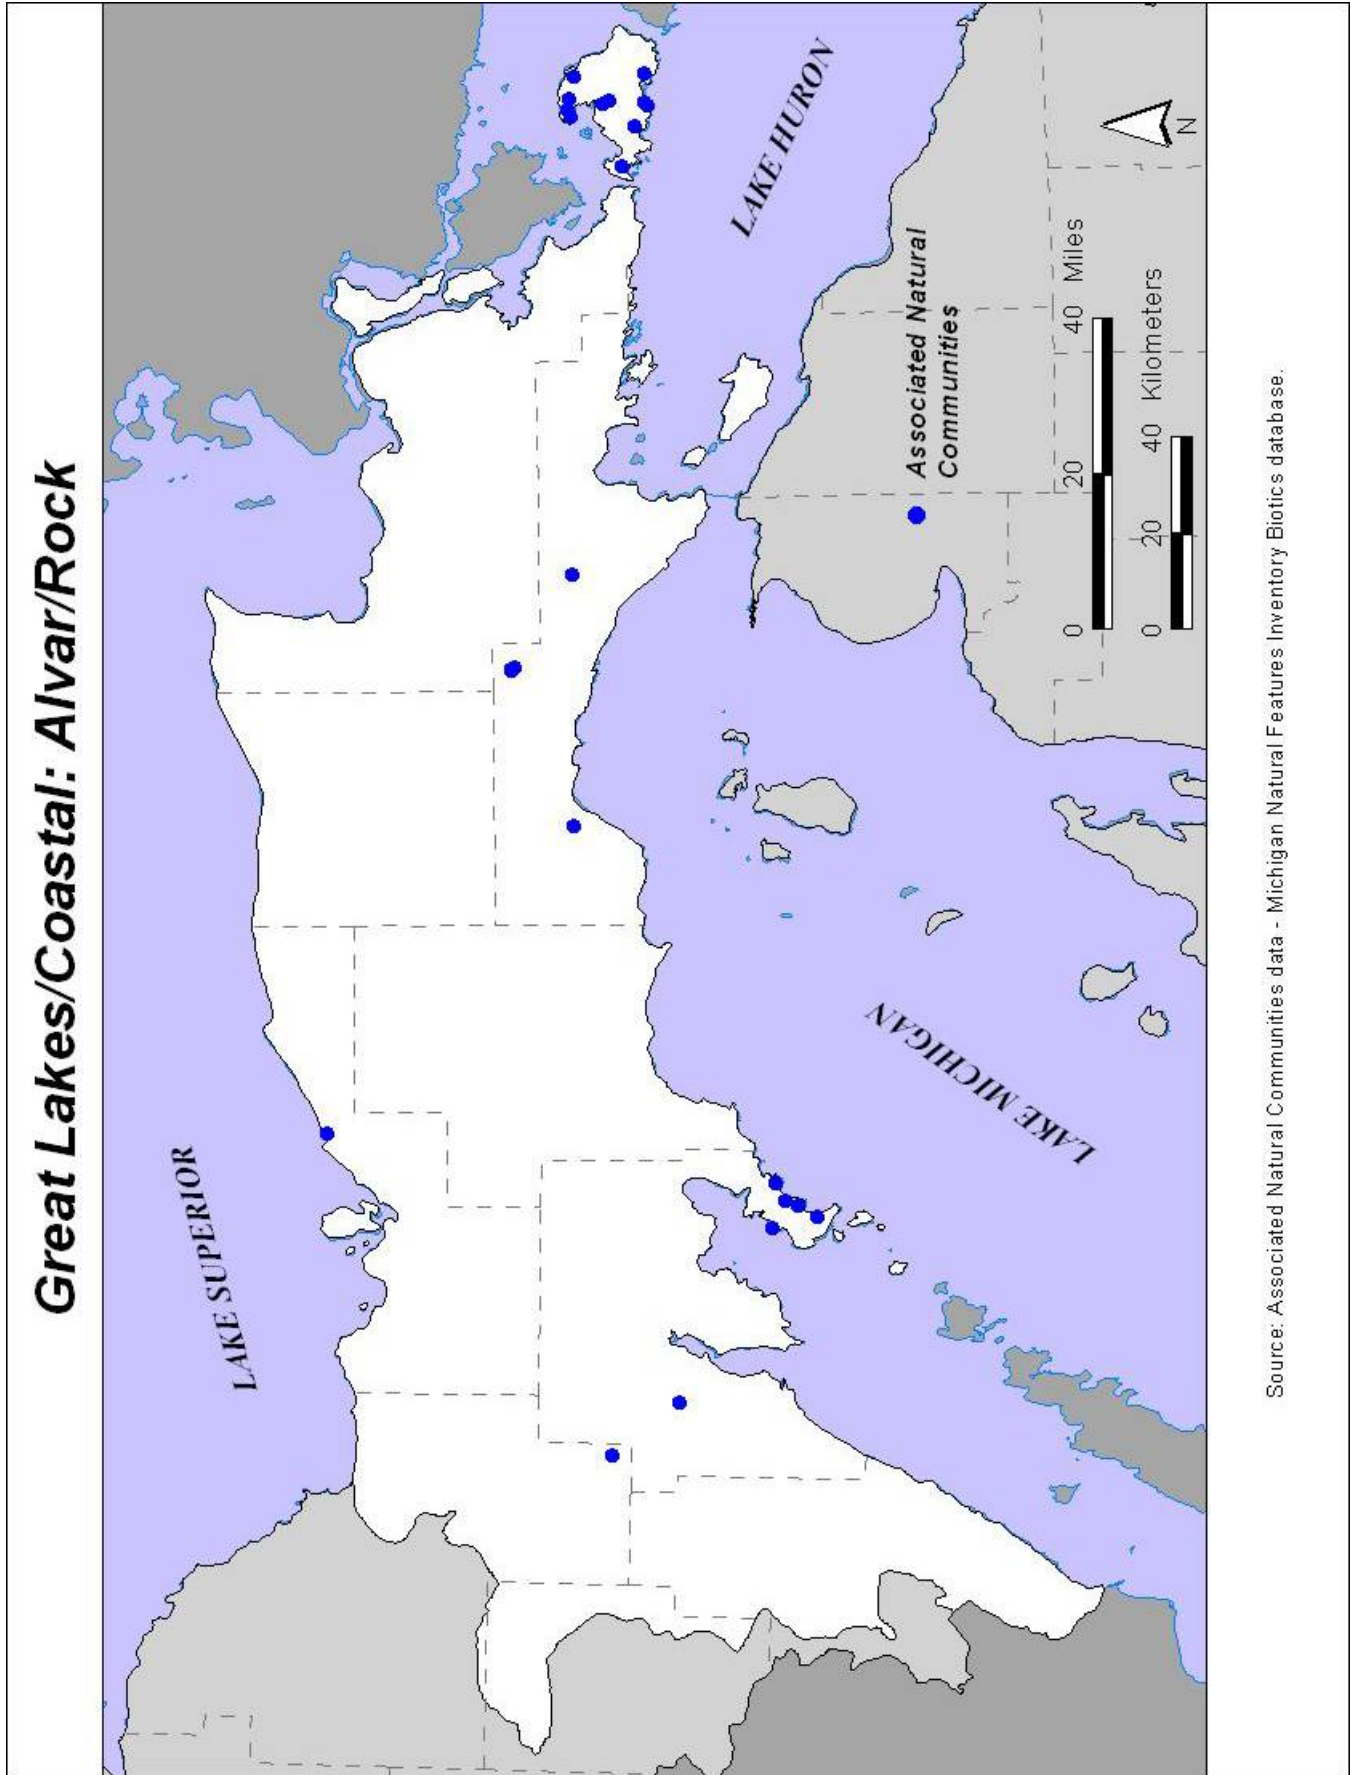 Great Lakes/Coastal: Alvar/Rock
LAKE SUPERIOR
LAKE HURON
LAKE MICHIGAN
Associated Natural
Communities
0 20 40 Miles
0 20 40 Kilometers
N
Source: Associated Natural Communities data - Michigan Natural Features Inventory Biotics database.